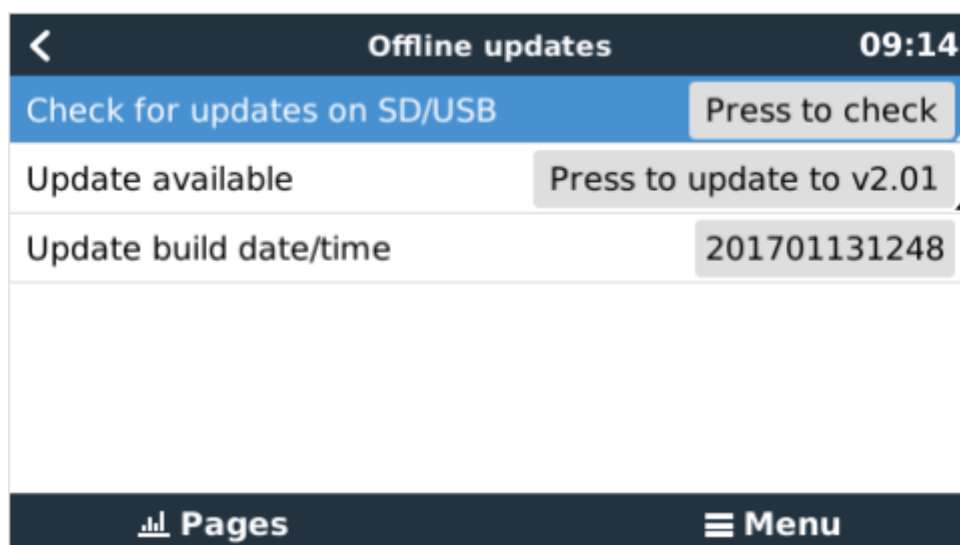 Offline updates 09:14
Check for updates on SD/USB Press to check
Update available Press to update to v2.01
Update build date/time 201701131248
Pages Menu